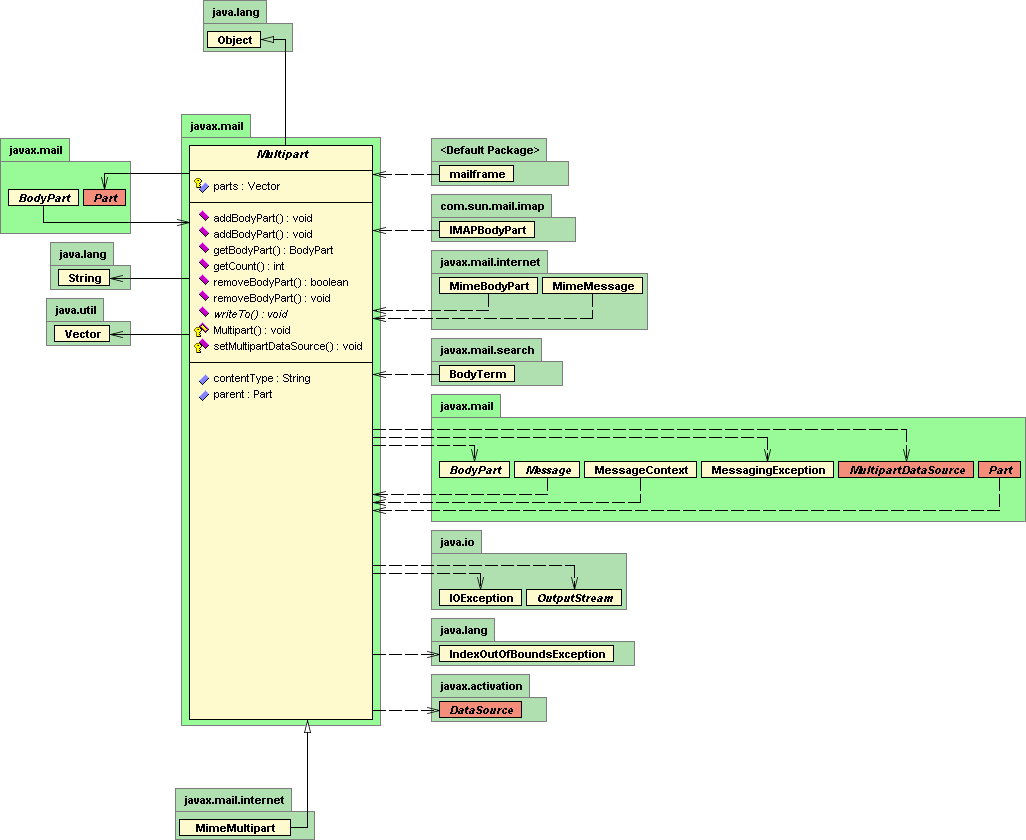 java.lang
Object
javax.mail
Multipart
parts : Vector
addBodyPart() : void
addBodyPart() : void
getBodyPart() : BodyPart
getCount() : int
removeBodyPart() : boolean
removeBodyPart() : void
writeTo() : void
Multipart() : void
setMultipartDataSource() : void
contentType : String
parent : Part
javax.mail
BodyPart
Part
java.lang
String
java.util
Vector
<Default Package>
mailframe
com.sun.mail.imap
IMAPBodyPart
javax.mail.internet
MimeBodyPart
MimeMessage
javax.mail.search
BodyTerm
javax.mail
BodyPart
Message
MessageContext
MessagingException
MultipartDataSource
Part
java.io
IOException
OutputStream
java.lang
IndexOutOfBoundsException
javax.activation
DataSource
javax.mail.internet
MimeMultipart